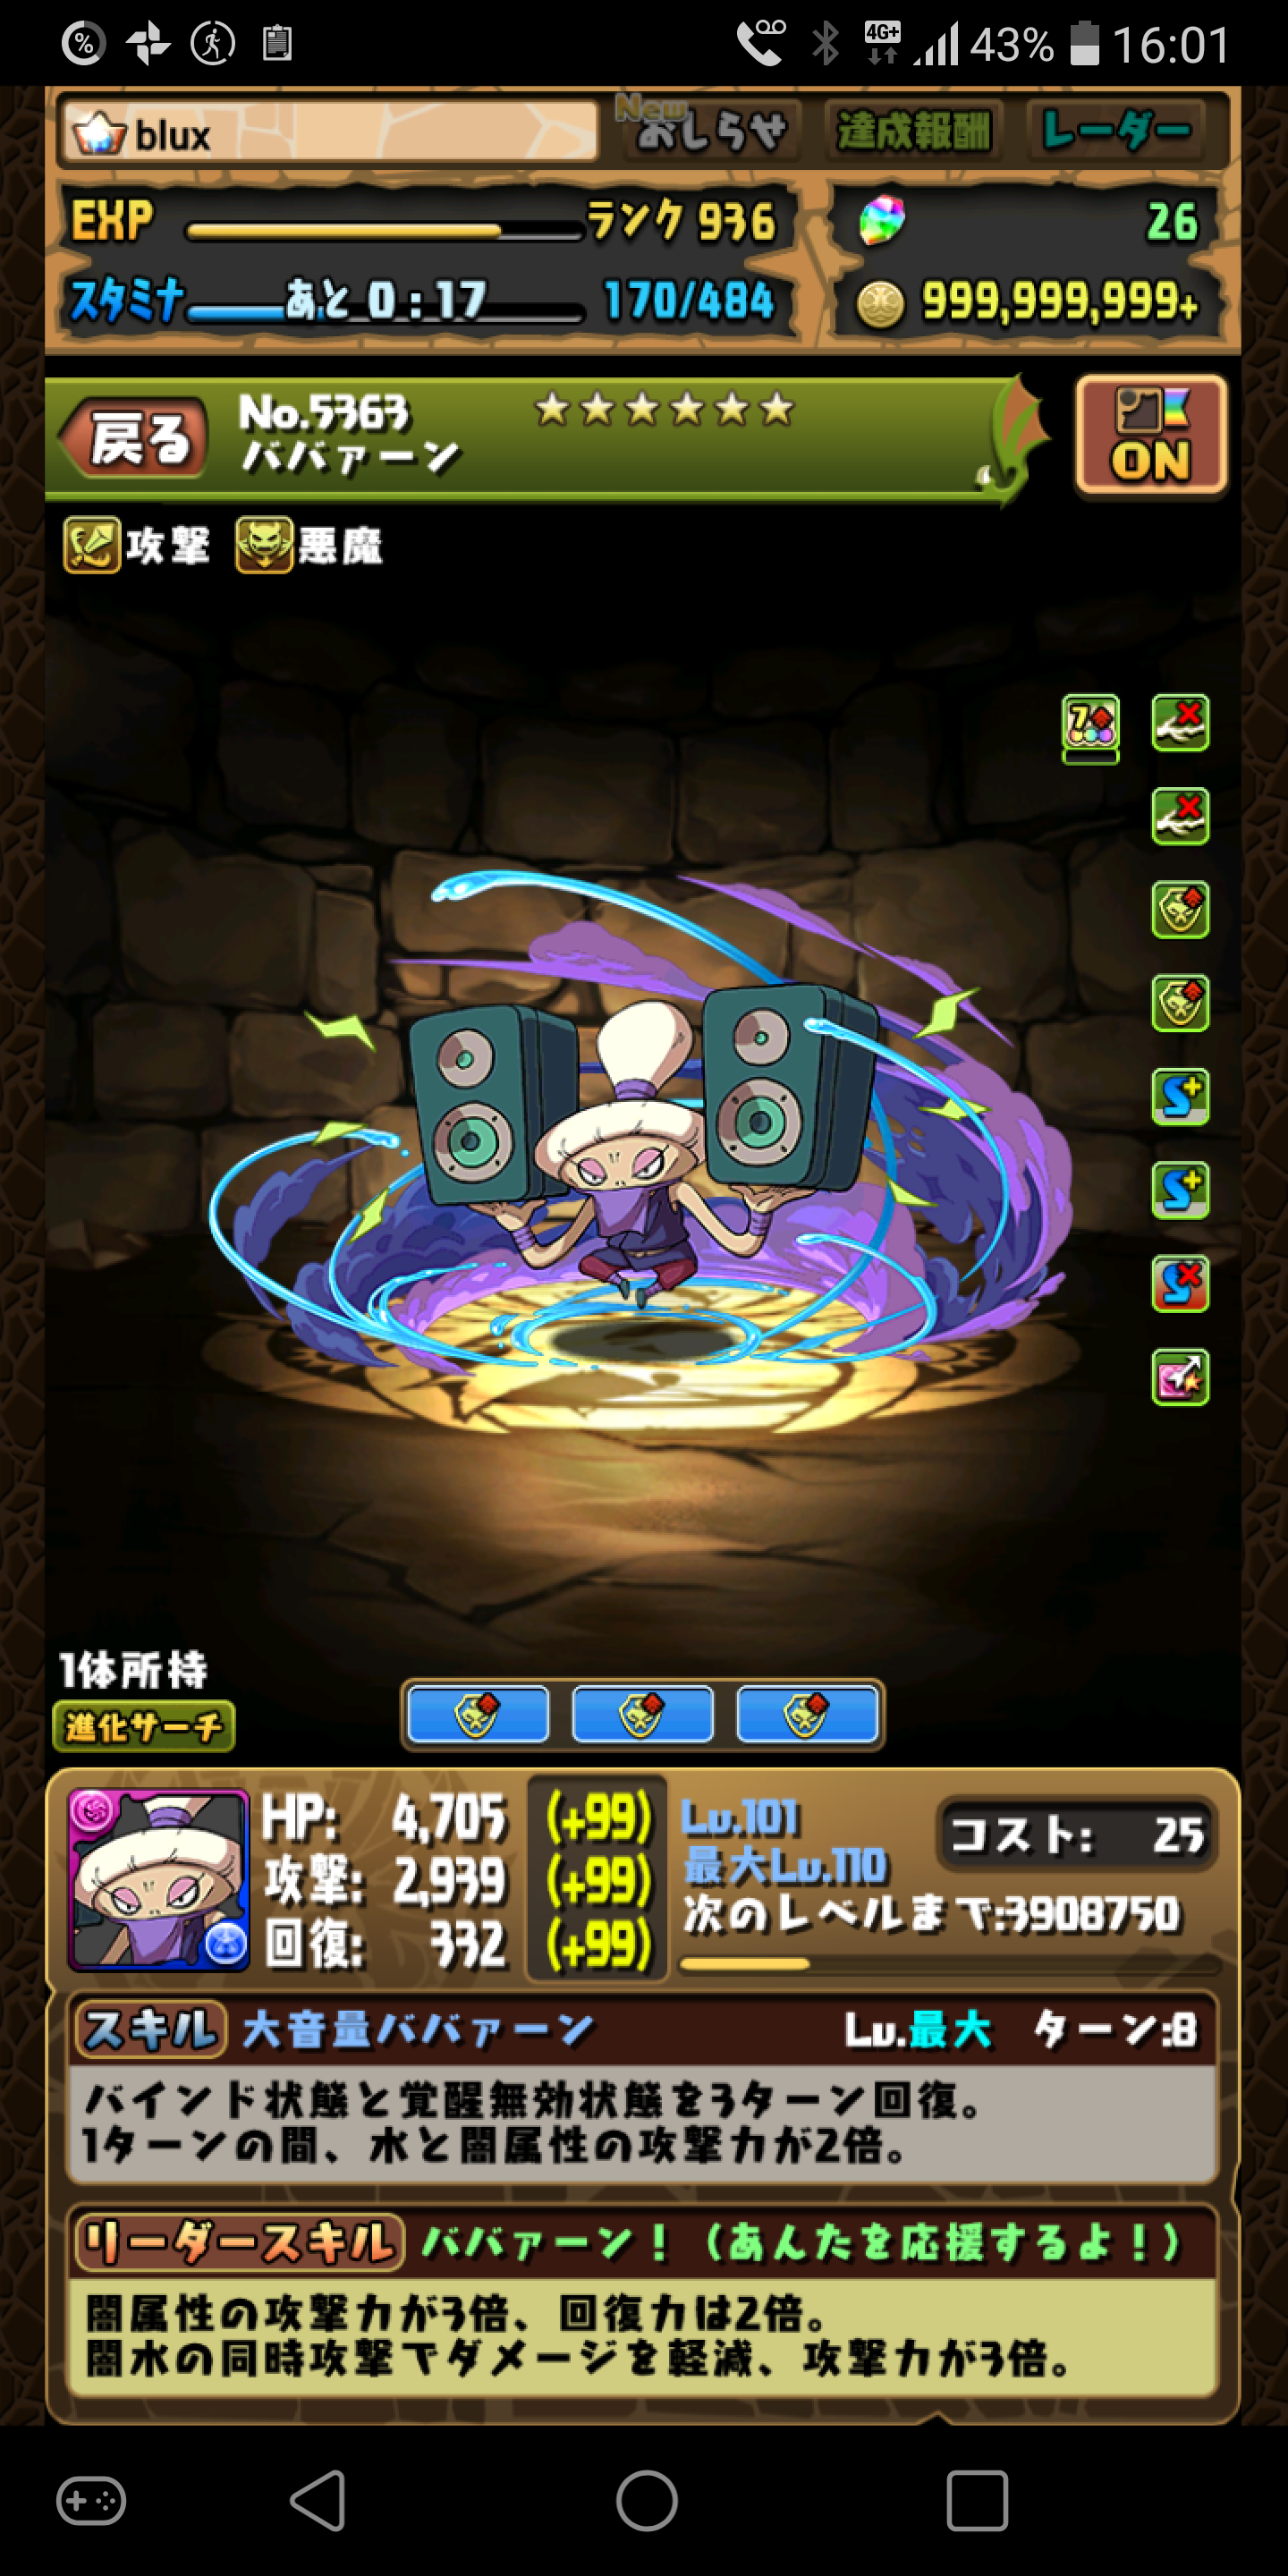 % 4G+ 43% 16:01
blux New おしらせ 達成報酬 レーダー
EXP ランク 936 26
スタミナ あと 0:17 170/484 999,999,999+
戻る No.5363 ★★★★★★
ババァーン ON
攻撃 悪魔
7
1体所持
進化サーチ
HP: 4,705 (+99) Lv.101 コスト: 25
攻撃: 2,939 (+99) 最大Lv.110
回復: 332 (+99) 次のレベルまで:3908750
スキル 大音量ババァーン Lv.最大 ターン:8
バインド状態と覚醒無効状態を3ターン回復。
1ターンの間、水と闇属性の攻撃力が2倍。
リーダースキル ババァーン!(あんたを応援するよ!)
闇属性の攻撃力が3倍、回復力は2倍。
闇水の同時攻撃でダメージを軽減、攻撃力が3倍。